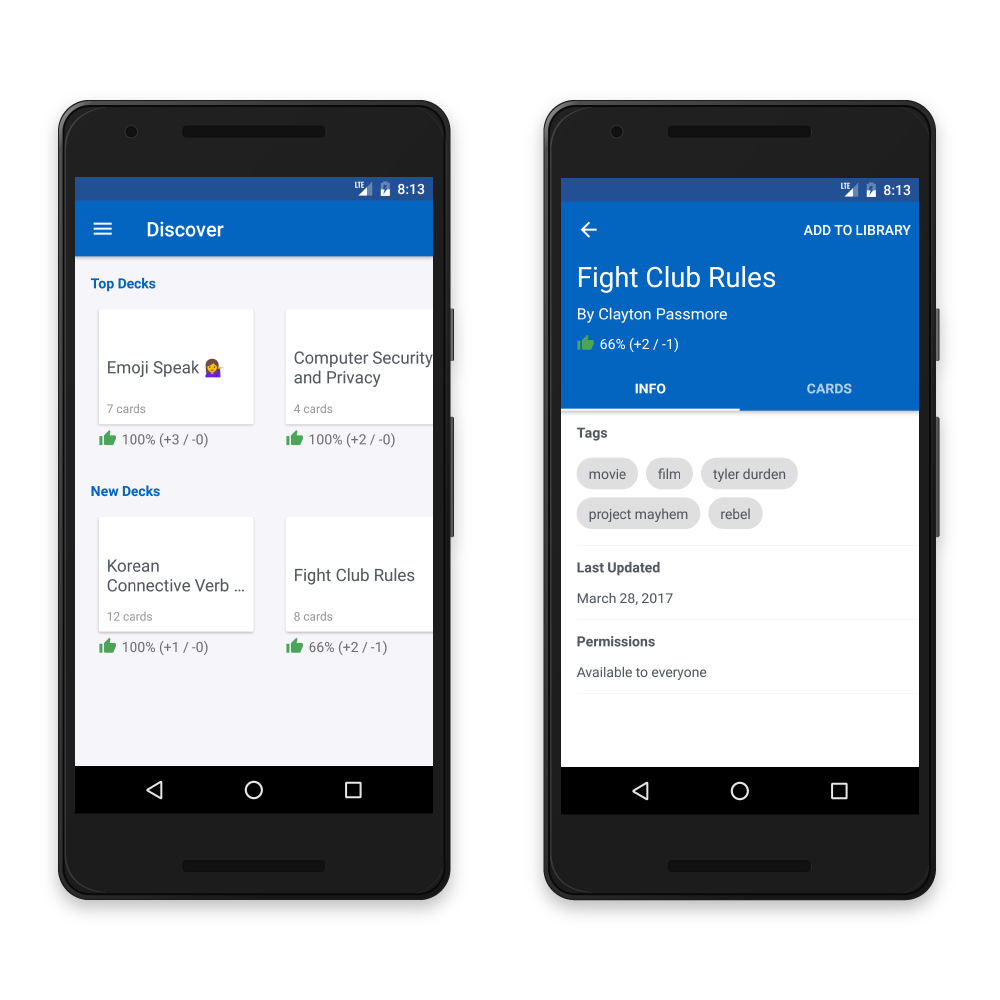 LTE 8:13
Discover
Top Decks
Emoji Speak 💁‍♀️
7 cards
100% (+3 / -0)
Computer Security
and Privacy
4 cards
100% (+2 / -0)
New Decks
Korean
Connective Verb ...
12 cards
100% (+1 / -0)
Fight Club Rules
8 cards
66% (+2 / -1)
LTE 8:13
ADD TO LIBRARY
Fight Club Rules
By Clayton Passmore
66% (+2 / -1)
INFO CARDS
Tags
movie film tyler durden
project mayhem rebel
Last Updated
March 28, 2017
Permissions
Available to everyone